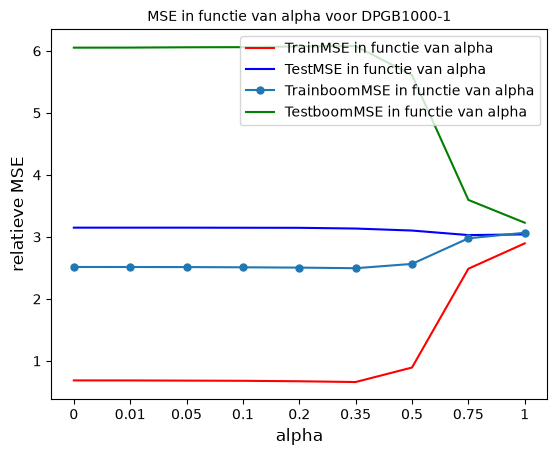 MSE in functie van alpha voor DPGB1000-1
TrainMSE in functie van alpha
TestMSE in functie van alpha
TrainboomMSE in functie van alpha
TestboomMSE in functie van alpha
relatieve MSE
6
5
4
3
2
1
0 0.01 0.05 0.1 0.2 0.35 0.5 0.75 1
alpha